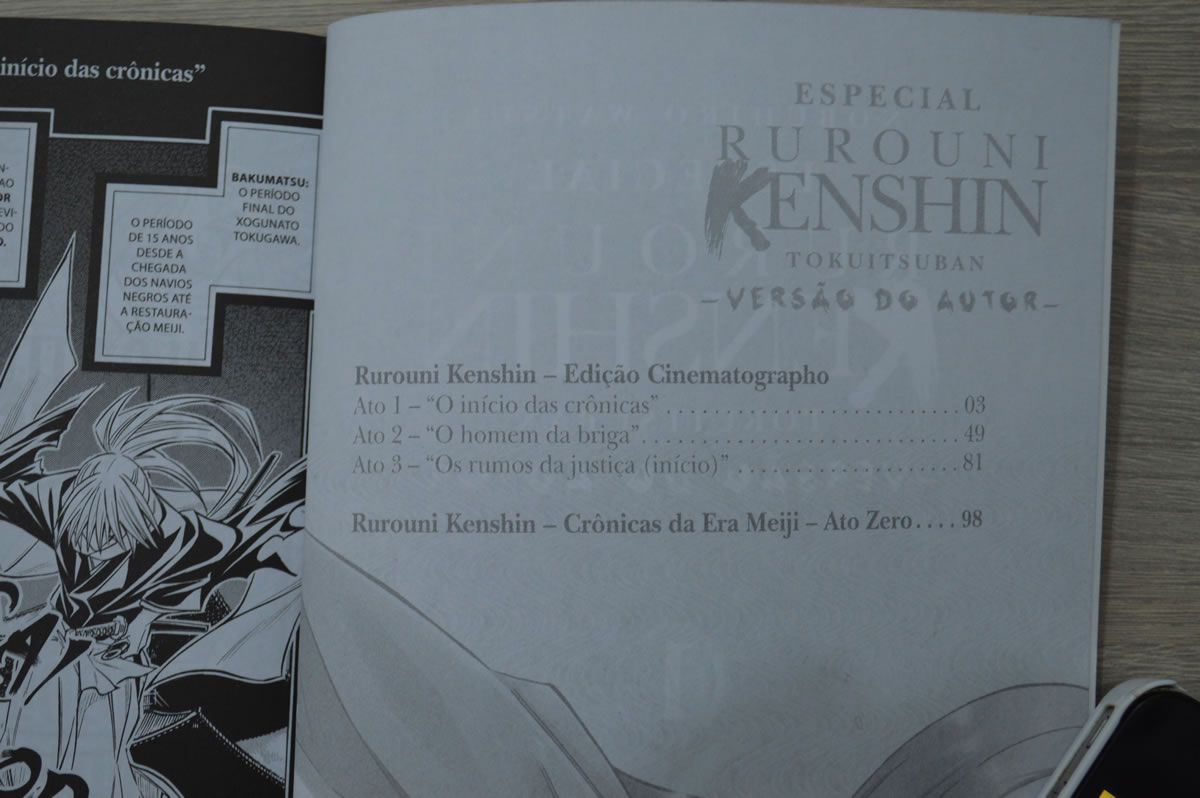 início das crônicas”
BAKUMATSU:
O PERÍODO
FINAL DO
XOGUNATO
TOKUGAWA.
O PERÍODO
DE 15 ANOS
DESDE A
CHEGADA
DOS NAVIOS
NEGROS ATÉ
A RESTAURA-
ÇÃO MEIJI.
ESPECIAL
RUROUNI
KENSHIN
TOKUITSUBAN
–VERSÃO DO AUTOR–
Rurouni Kenshin – Edição Cinematographo
Ato 1 – “O início das crônicas” . . . . . . . . . . . . . . . . . . . . . . . . . . 03
Ato 2 – “O homem da briga”. . . . . . . . . . . . . . . . . . . . . . . . . . . . 49
Ato 3 – “Os rumos da justiça (início)” . . . . . . . . . . . . . . . . . . . . 81
Rurouni Kenshin – Crônicas da Era Meiji – Ato Zero. . . . 98